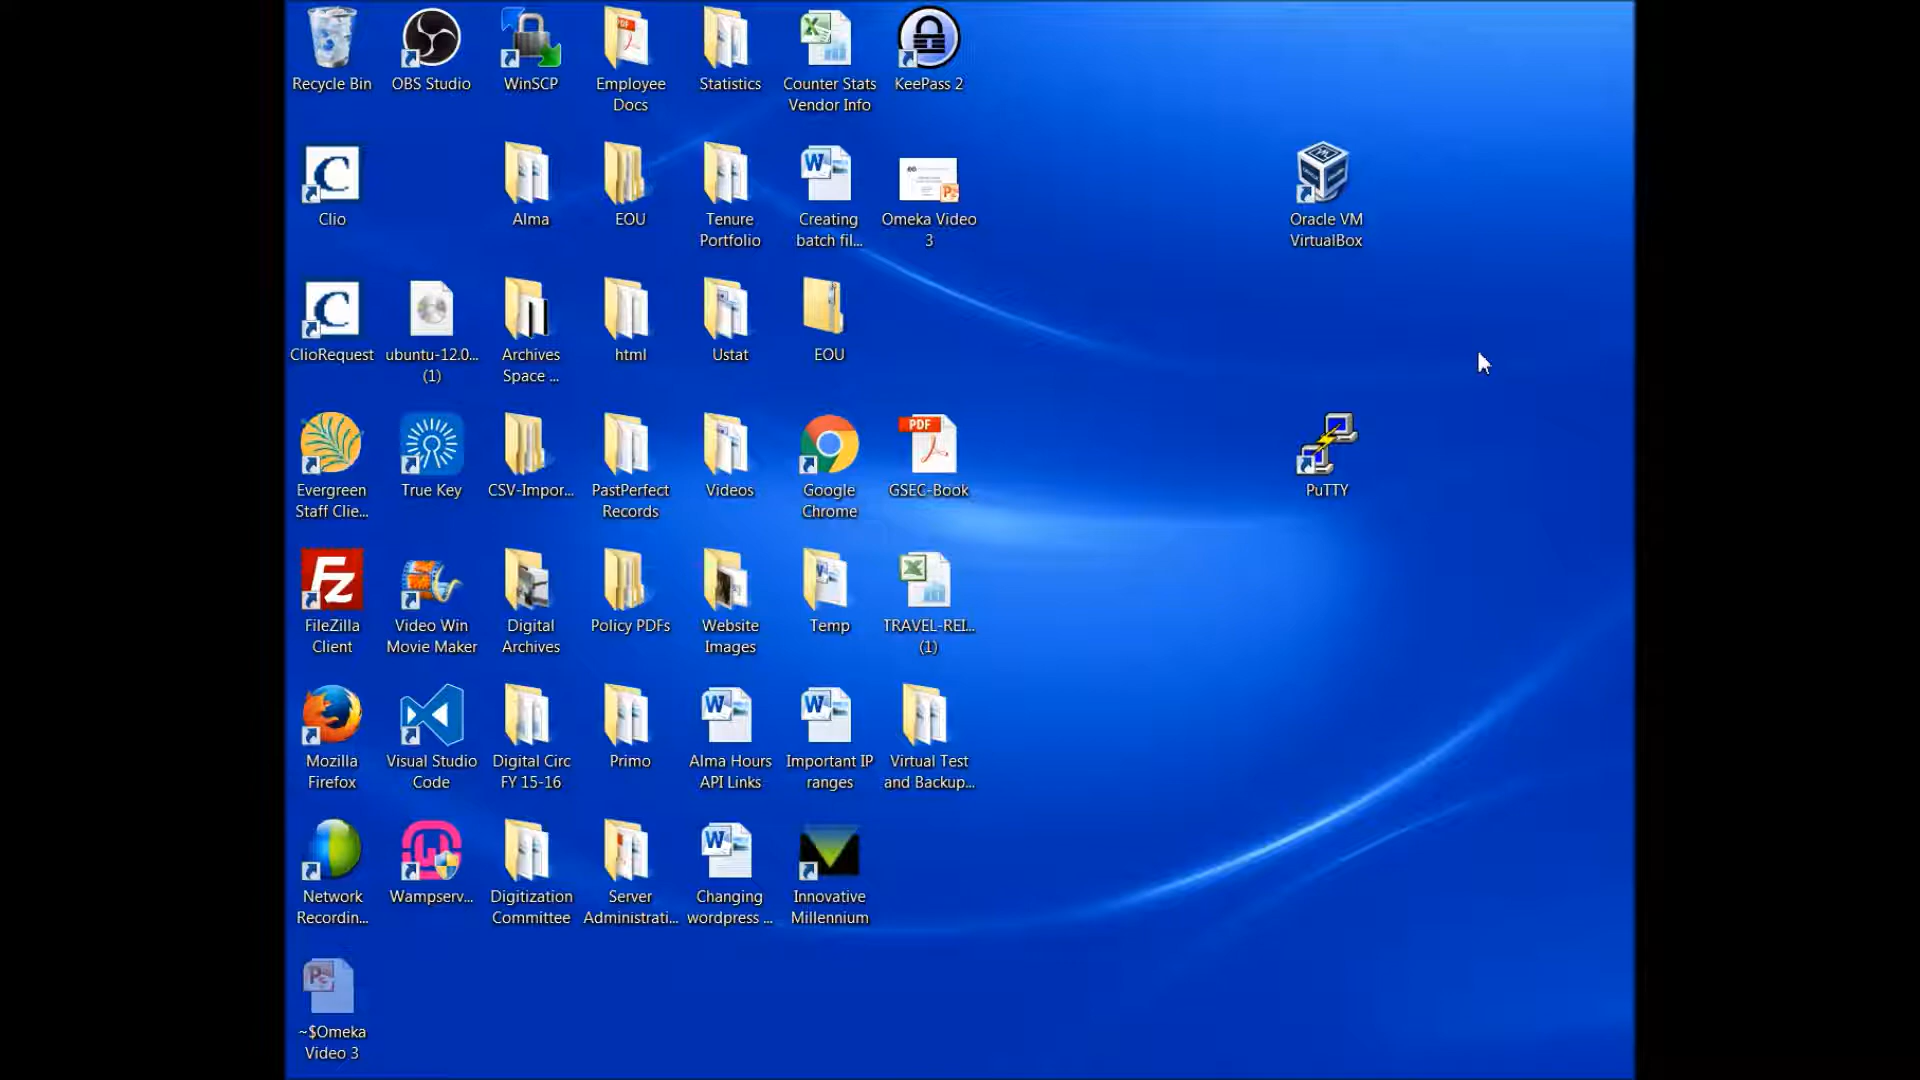 Recycle Bin
OBS Studio
WinSCP
Employee
Docs
Statistics
Counter Stats
Vendor Info
KeePass 2
Clio
Alma
EOU
Tenure
Portfolio
Creating
batch fil...
Omeka Video
3
Oracle VM
VirtualBox
ClioRequest
ubuntu-12.0...
(1)
Archives
Space ...
html
Ustat
EOU
Evergreen
Staff Clie...
True Key
CSV-Impor...
PastPerfect
Records
Videos
Google
Chrome
PDF
GSEC-Book
PuTTY
FileZilla
Client
Video Win
Movie Maker
Digital
Archives
Policy PDFs
Website
Images
Temp
TRAVEL-REI...
(1)
Mozilla
Firefox
Visual Studio
Code
Digital Circ
FY 15-16
Primo
Alma Hours
API Links
Important IP
ranges
Virtual Test
and Backup...
Network
Recordin...
Wampserv...
Digitization
Committee
Server
Administrati...
Changing
wordpress ...
Innovative
Millennium
~$Omeka
Video 3